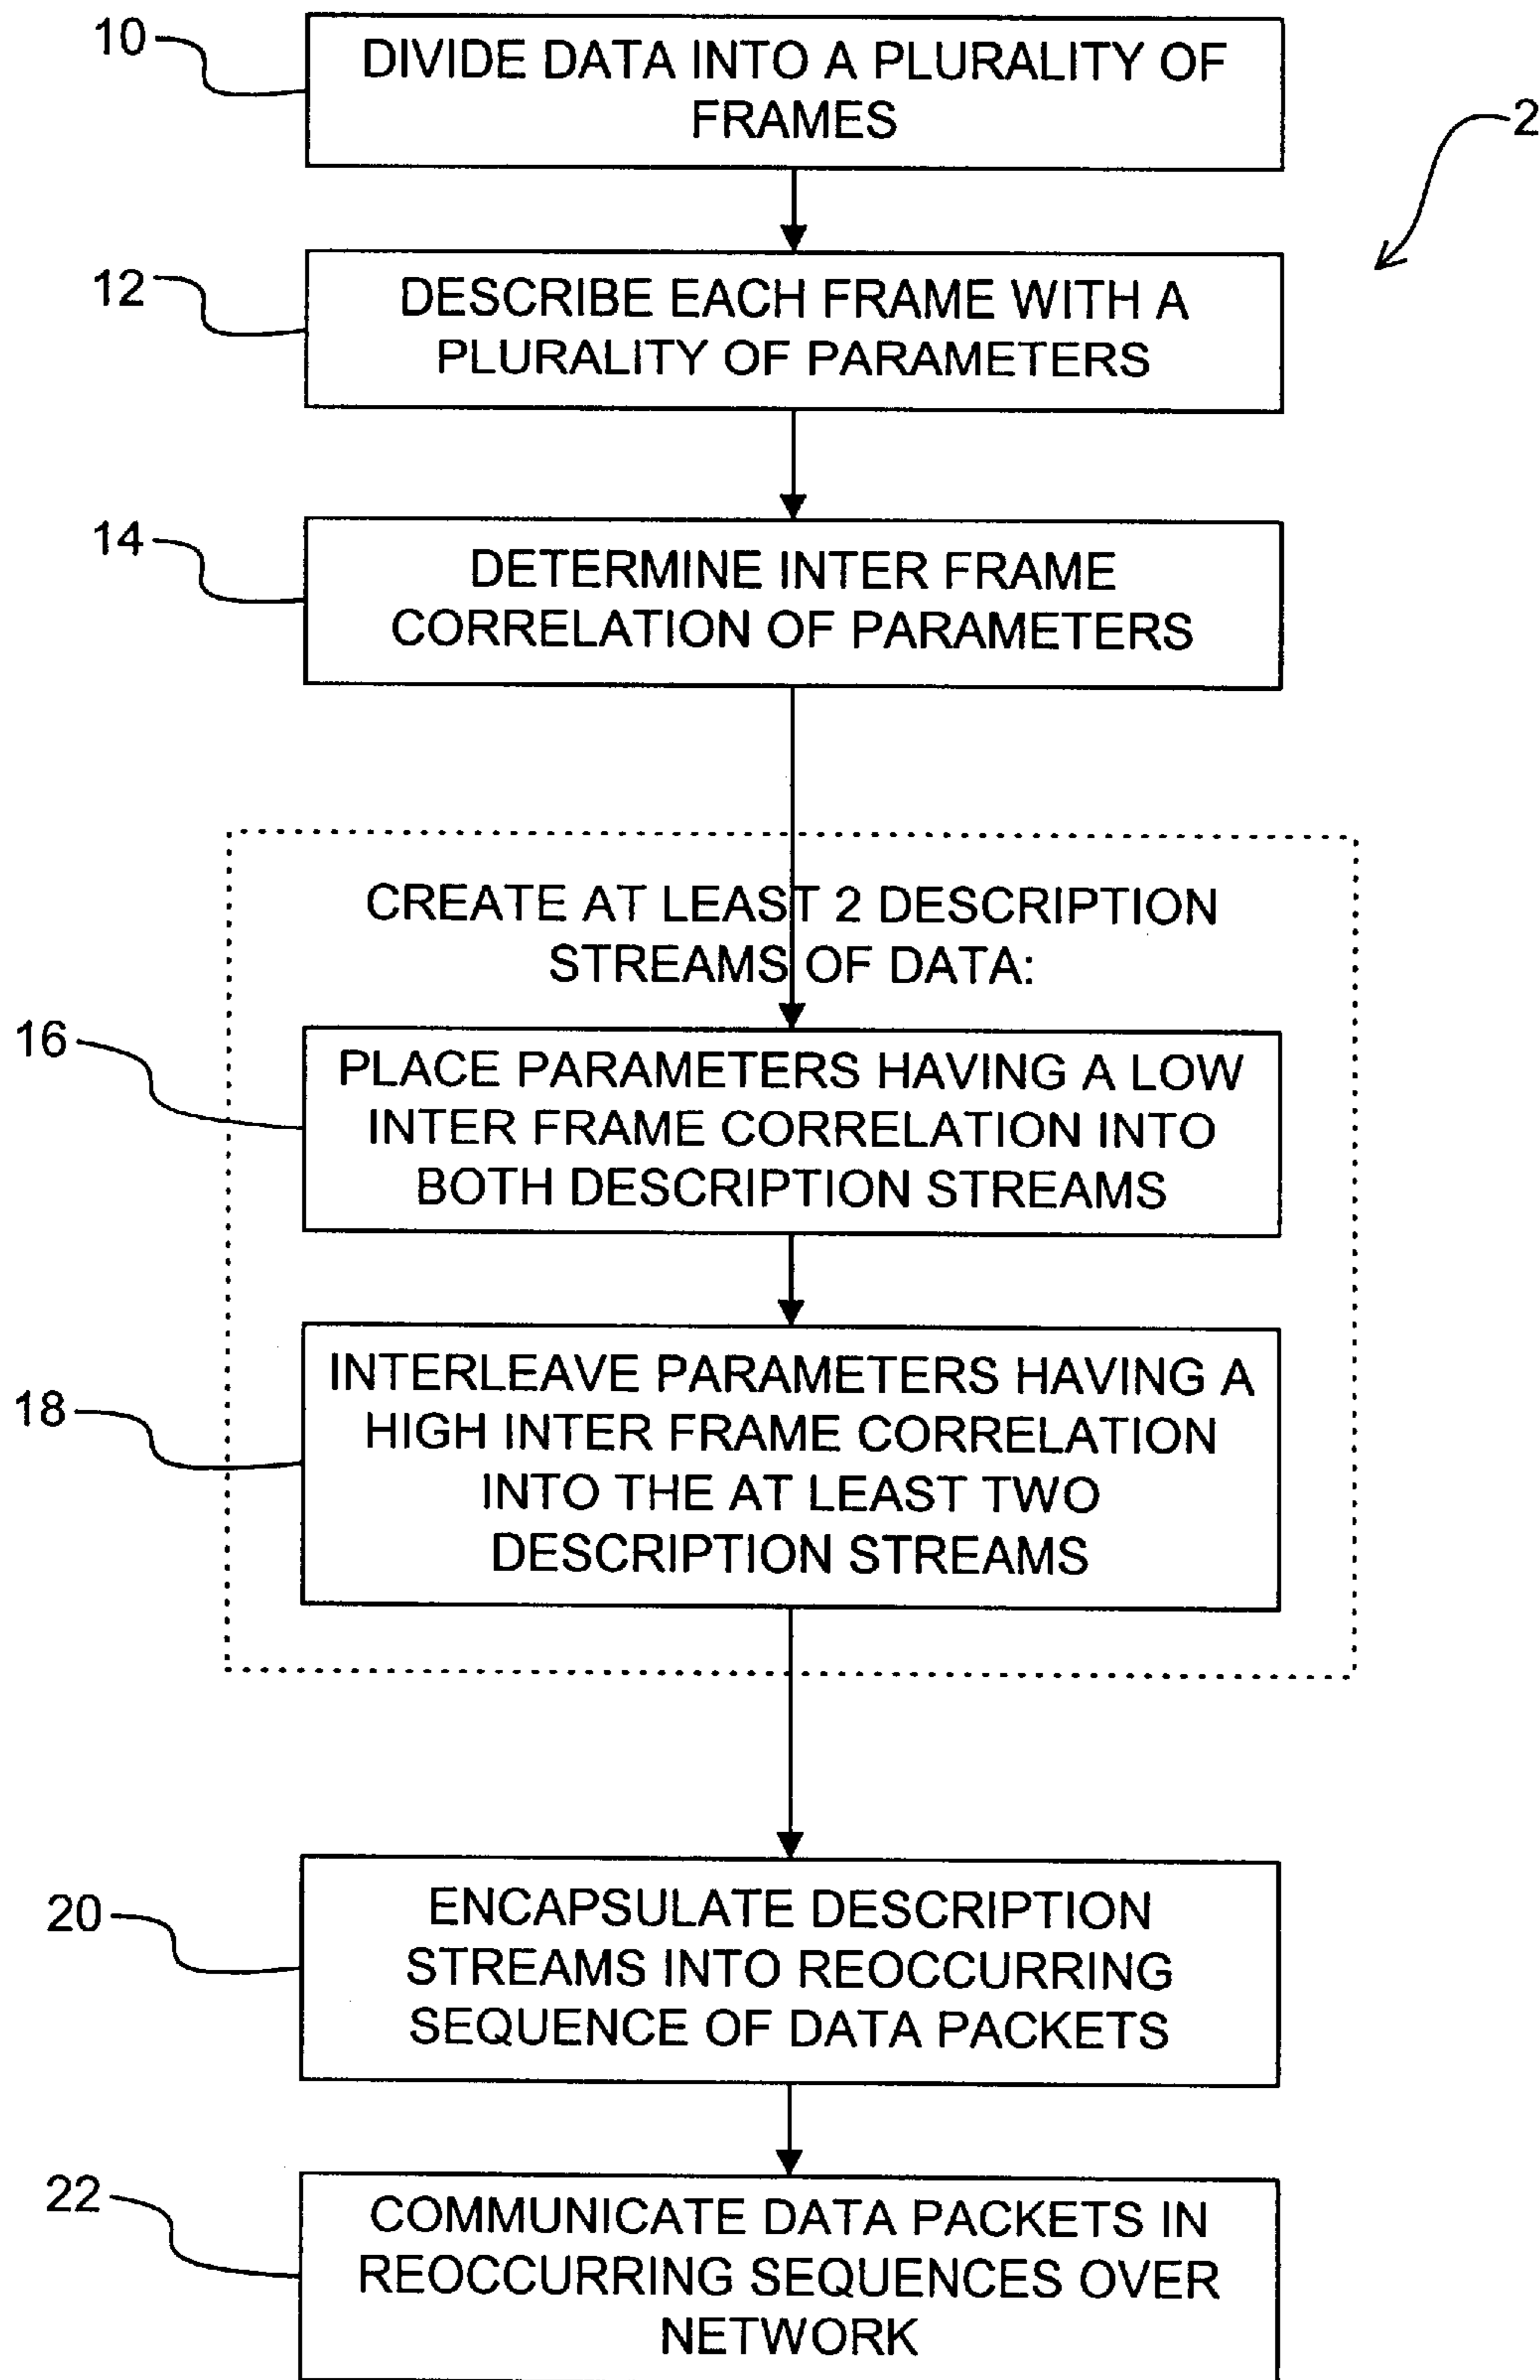 10
DIVIDE DATA INTO A PLURALITY OF
FRAMES
2
12
DESCRIBE EACH FRAME WITH A
PLURALITY OF PARAMETERS
14
DETERMINE INTER FRAME
CORRELATION OF PARAMETERS
CREATE AT LEAST 2 DESCRIPTION
STREAMS OF DATA:
16
PLACE PARAMETERS HAVING A LOW
INTER FRAME CORRELATION INTO
BOTH DESCRIPTION STREAMS
18
INTERLEAVE PARAMETERS HAVING A
HIGH INTER FRAME CORRELATION
INTO THE AT LEAST TWO
DESCRIPTION STREAMS
20
ENCAPSULATE DESCRIPTION
STREAMS INTO REOCCURRING
SEQUENCE OF DATA PACKETS
22
COMMUNICATE DATA PACKETS IN
REOCCURRING SEQUENCES OVER
NETWORK